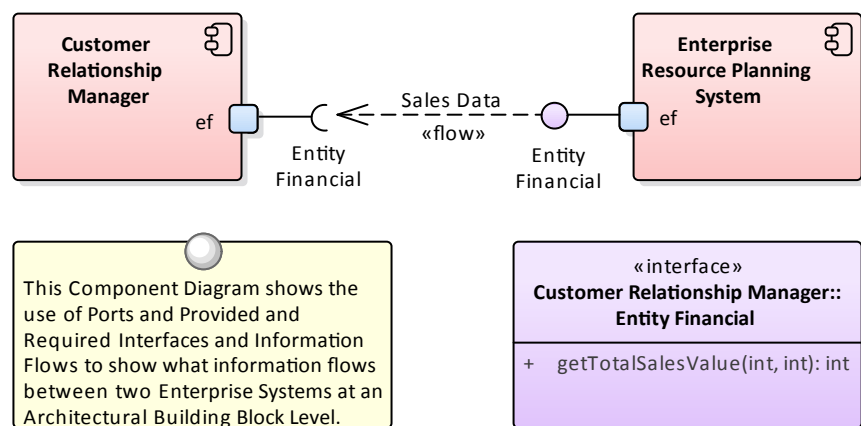 Customer
Relationship
Manager
ef
Entity
Financial
Sales Data
«flow»
Entity
Financial
Enterprise
Resource Planning
System
ef
This Component Diagram shows the
use of Ports and Provided and
Required Interfaces and Information
Flows to show what information flows
between two Enterprise Systems at an
Architectural Building Block Level.
«interface»
Customer Relationship Manager::
Entity Financial
+ getTotalSalesValue(int, int): int